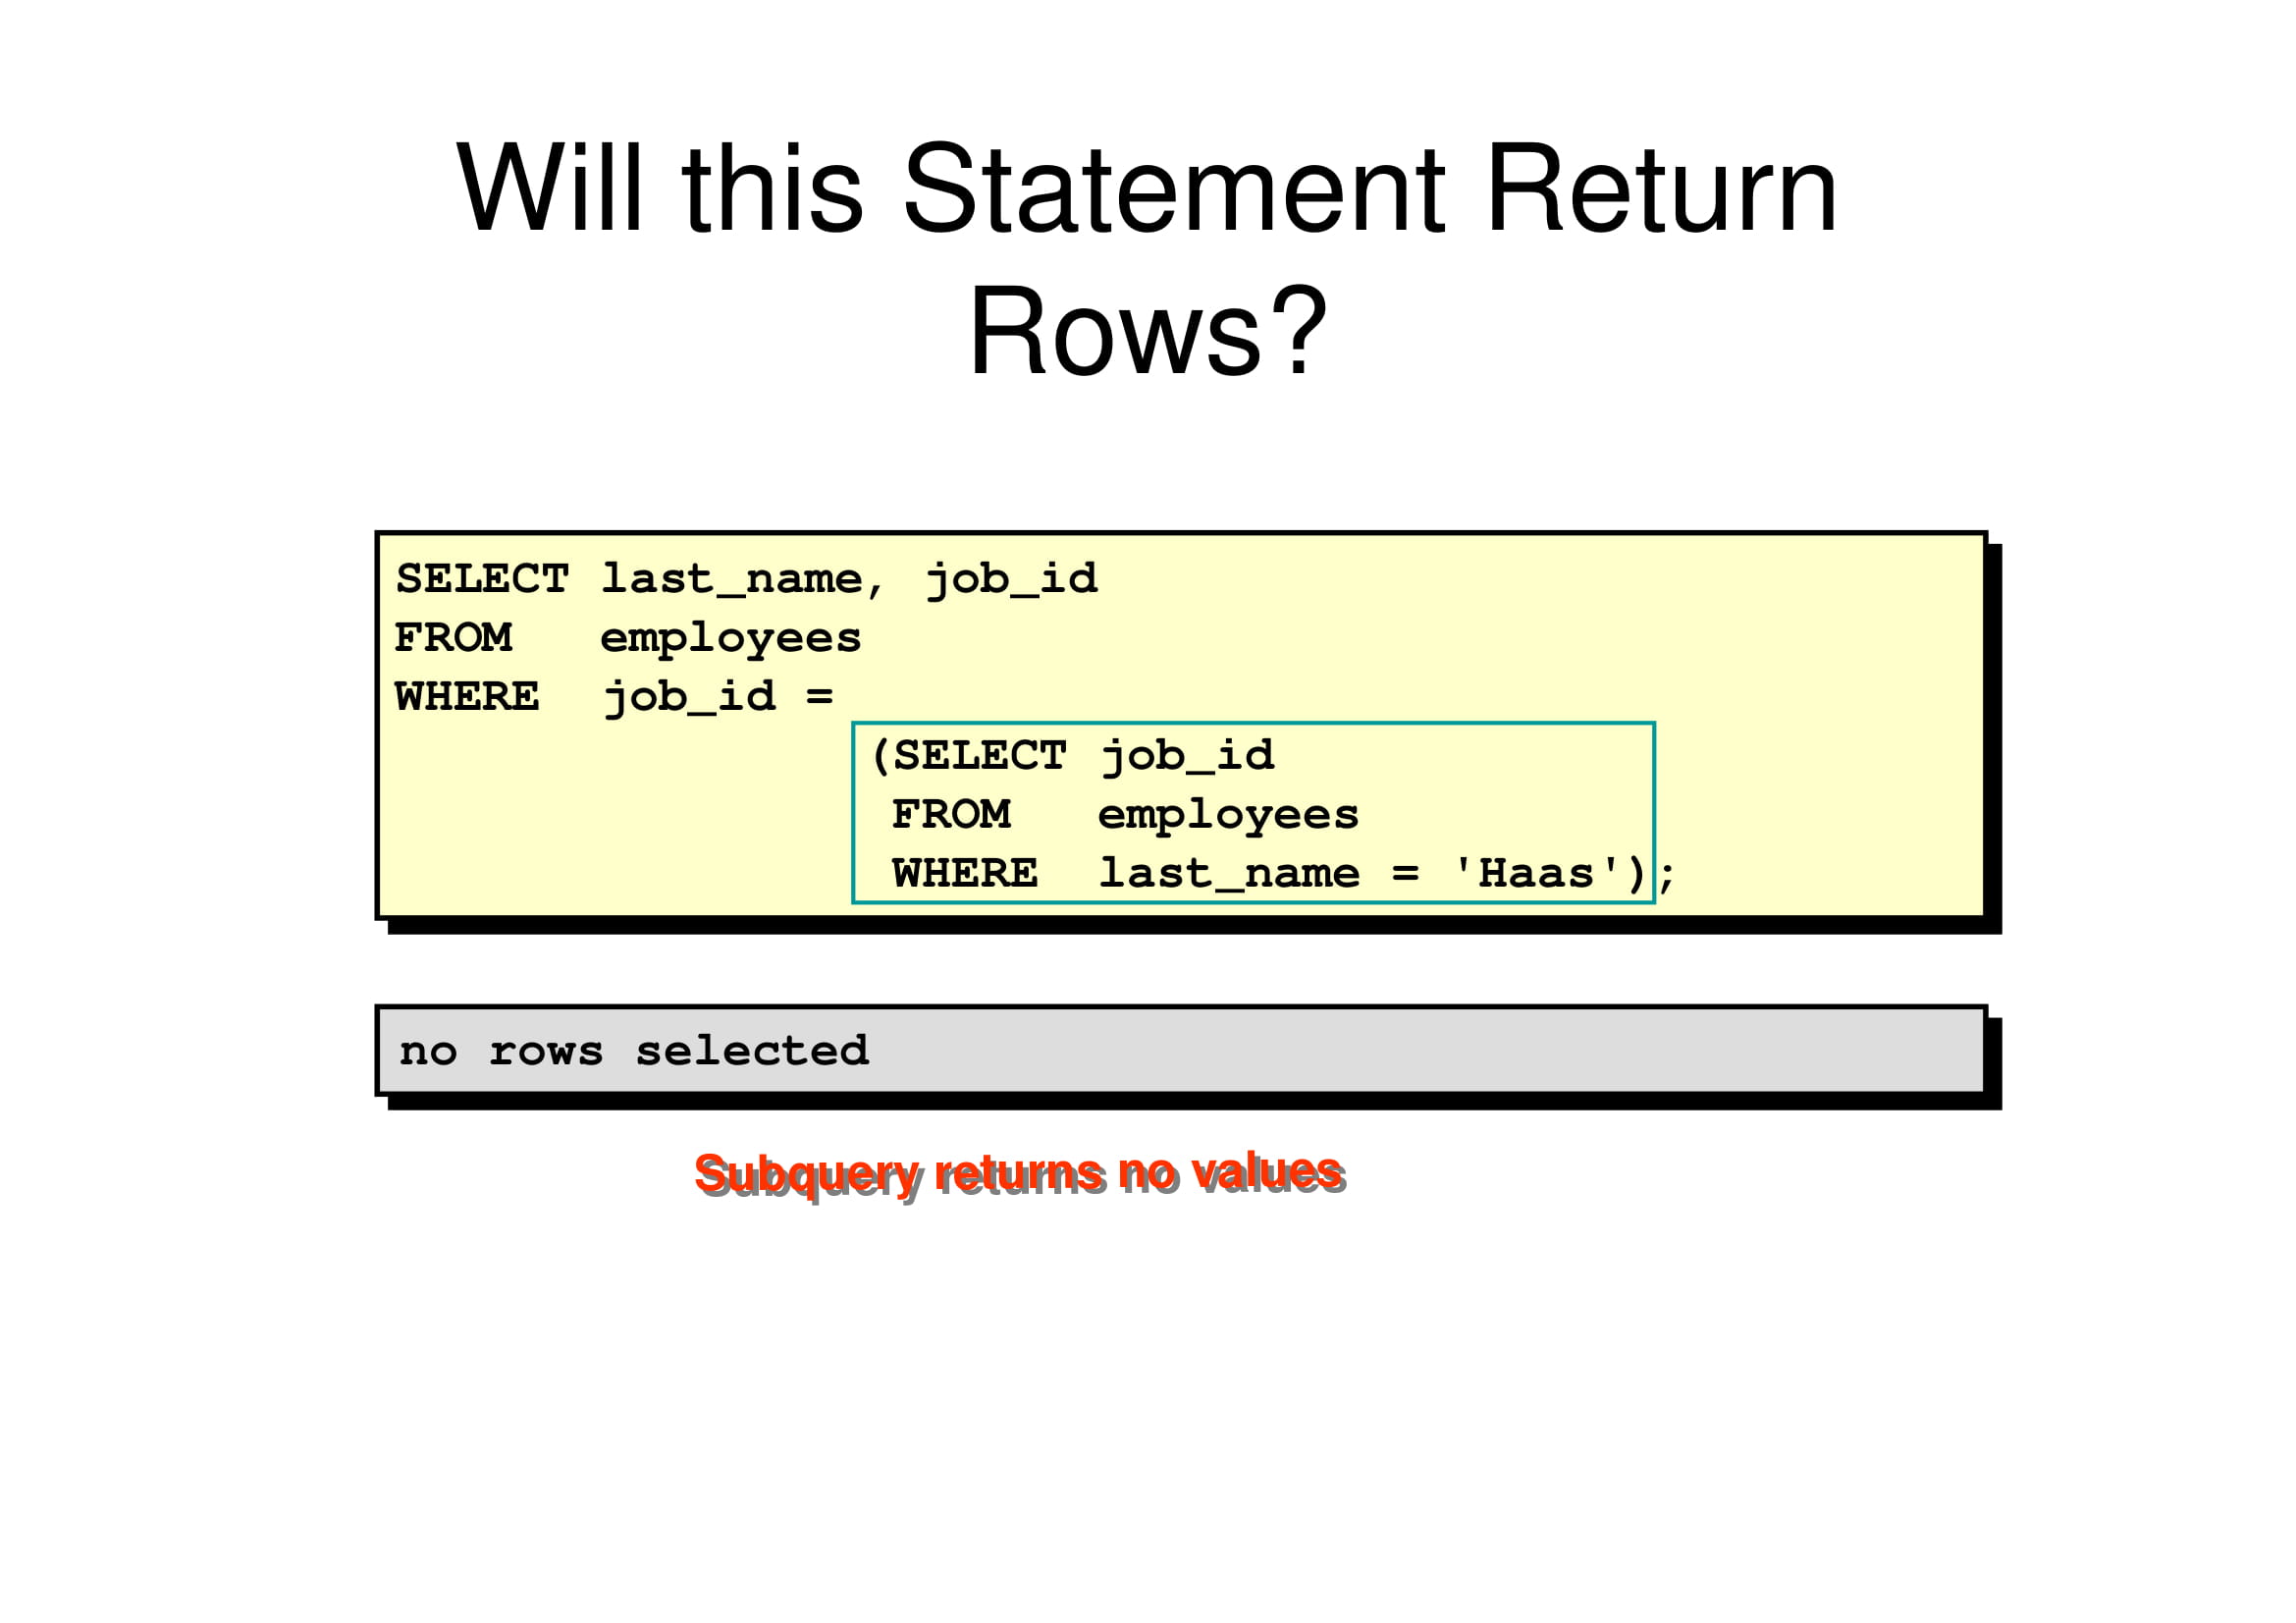 Will this Statement Return
Rows?
SELECT last_name, job_id
FROM   employees
WHERE  job_id =
(SELECT job_id
FROM   employees
WHERE  last_name = 'Haas');
no rows selected
Subquery returns no values